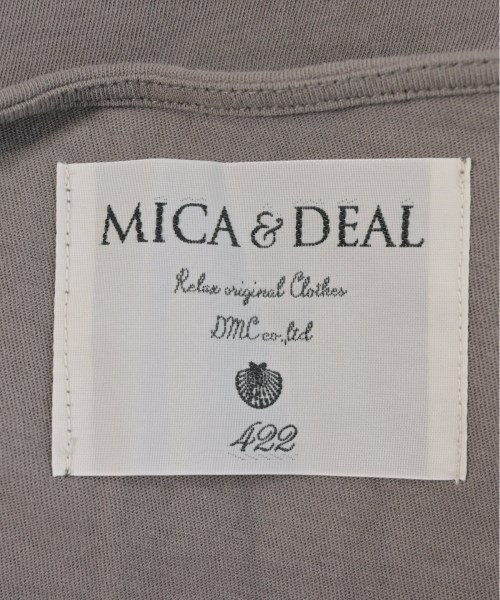 MICA & DEAL
Relax original Clothes
DMC co.,ltd
422